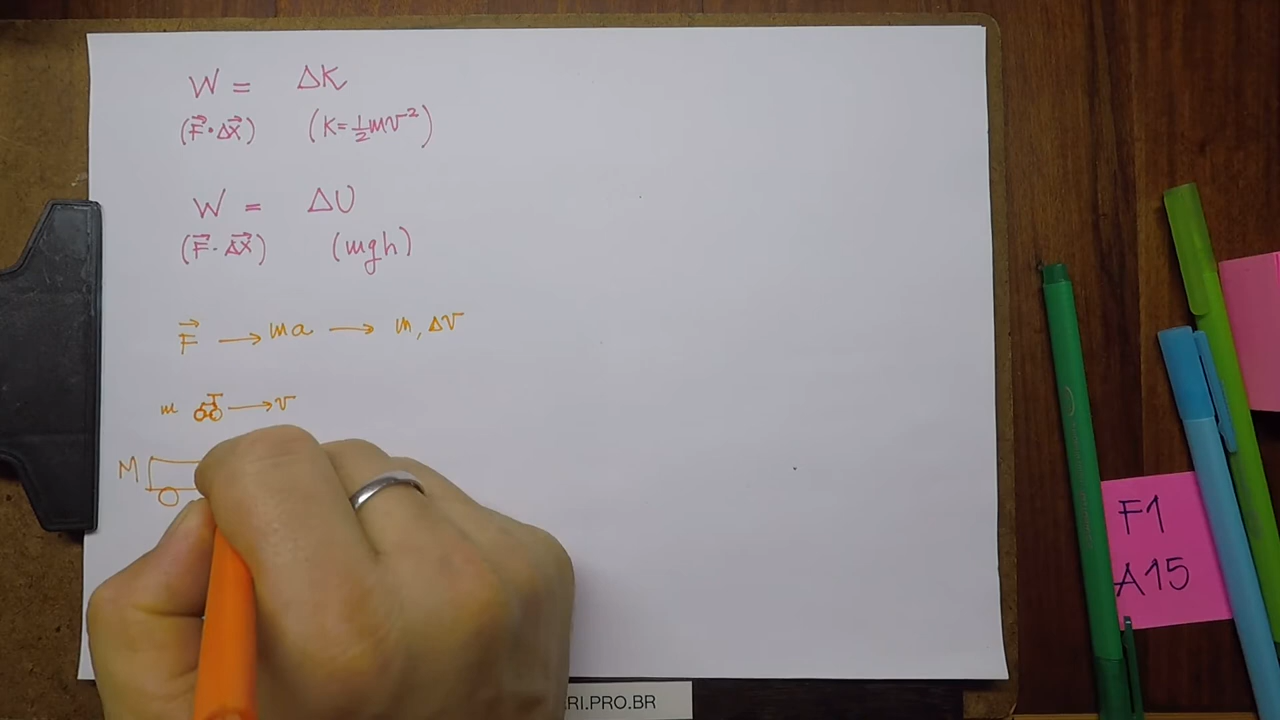 W = ΔK
(F⃗·Δx⃗) (K=½mv²)
W = ΔU
(F⃗·Δx⃗) (mgh)
F⃗ → ma → m, Δv
m → v
M
F1
A15
RI.PRO.BR